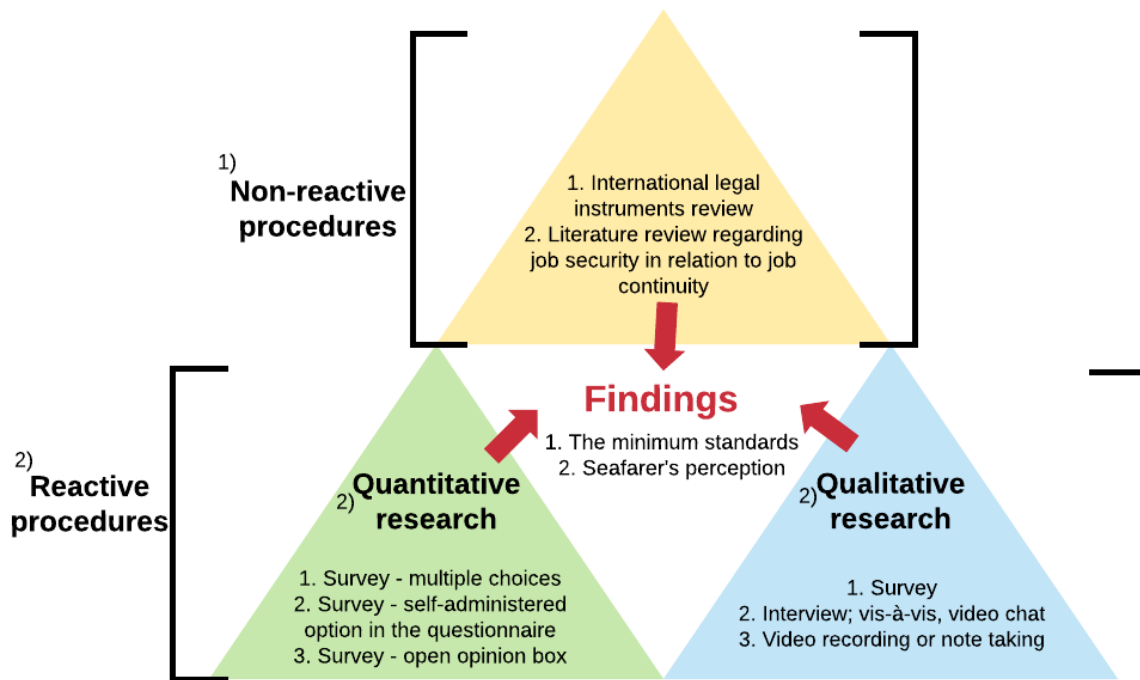 1)
Non-reactive
procedures
1. International legal
instruments review
2. Literature review regarding
job security in relation to job
continuity
Findings
1. The minimum standards
2. Seafarer's perception
2)
Reactive
procedures
2) Quantitative
research
1. Survey - multiple choices
2. Survey - self-administered
option in the questionnaire
3. Survey - open opinion box
2) Qualitative
research
1. Survey
2. Interview; vis-à-vis, video chat
3. Video recording or note taking